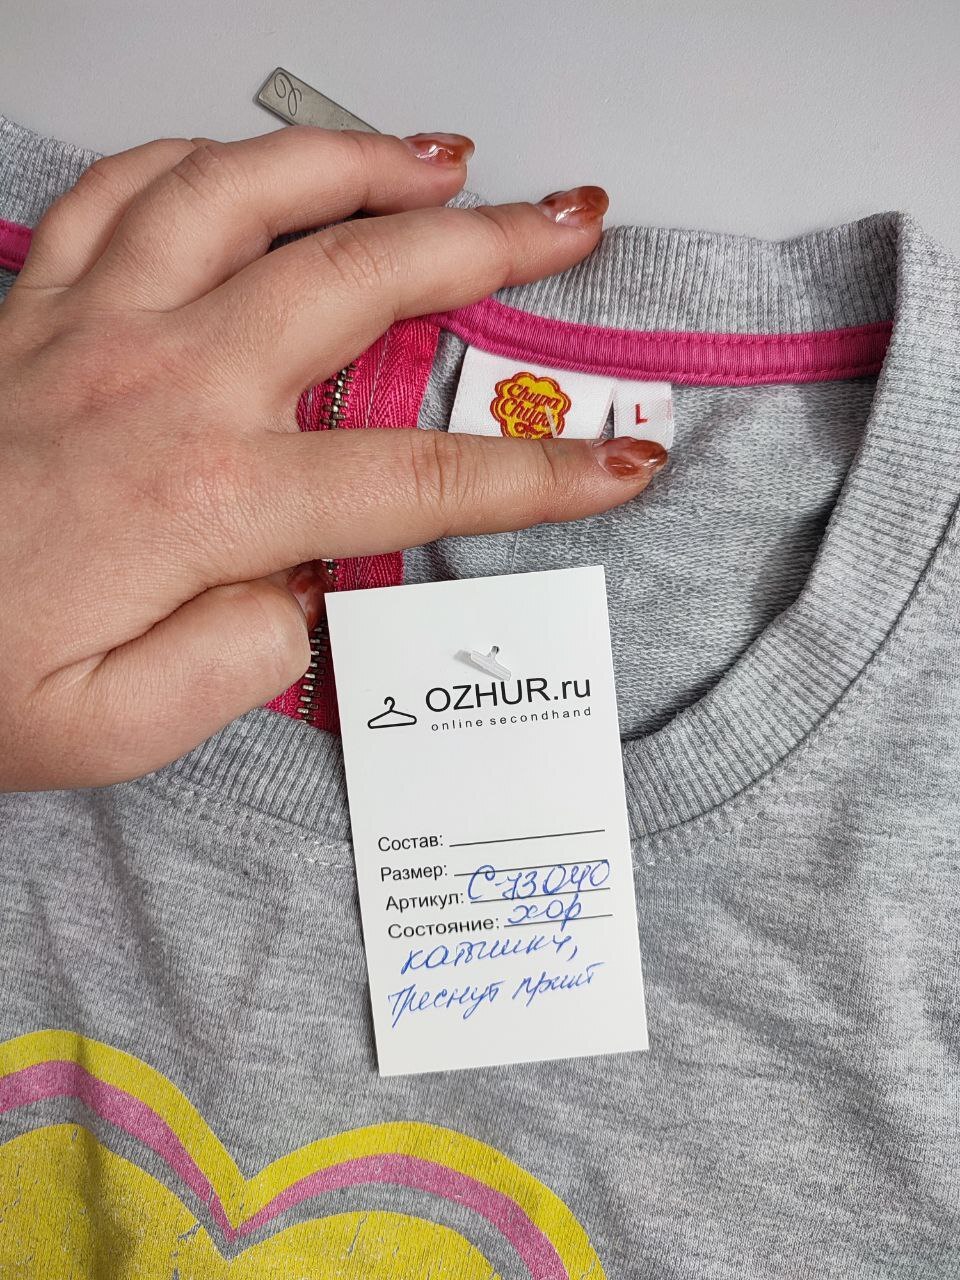 Chupa
Chups
L
OZHUR.ru
online secondhand
Состав:
Размер:
Артикул: С-73040
Состояние: хор
катышки,
треснут принт